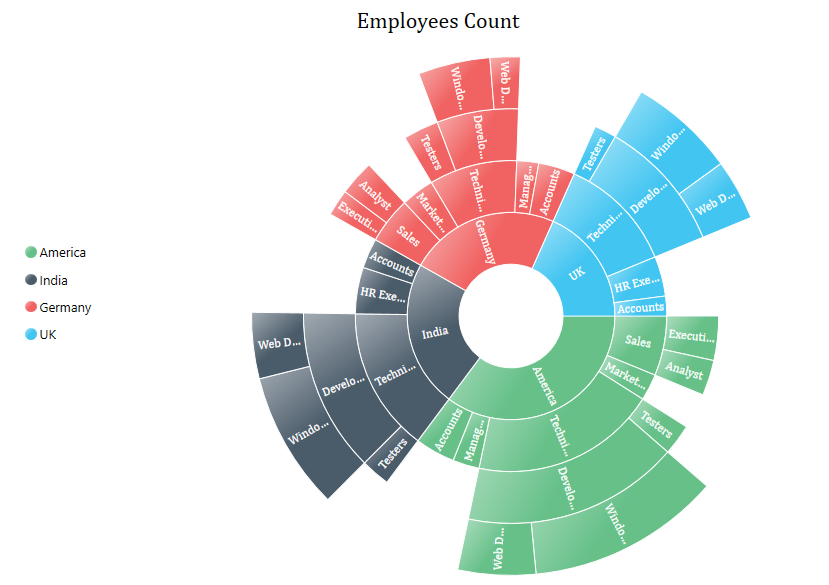 Employees Count
America
India
Germany
UK
Germany
Techni...
Manag...
Accounts
Develo...
Testers
Windo...
Web D...
Market...
Sales
Analyst
Executi...
UK
Techni...
Testers
Develo...
Windo...
Web D...
HR Exe...
Accounts
India
Accounts
HR Exe...
Techni...
Develo...
Web D...
Windo...
Testers
America
Sales
Executi...
Analyst
Market...
Techni...
Testers
Develo...
Windo...
Web D...
Manag...
Accounts